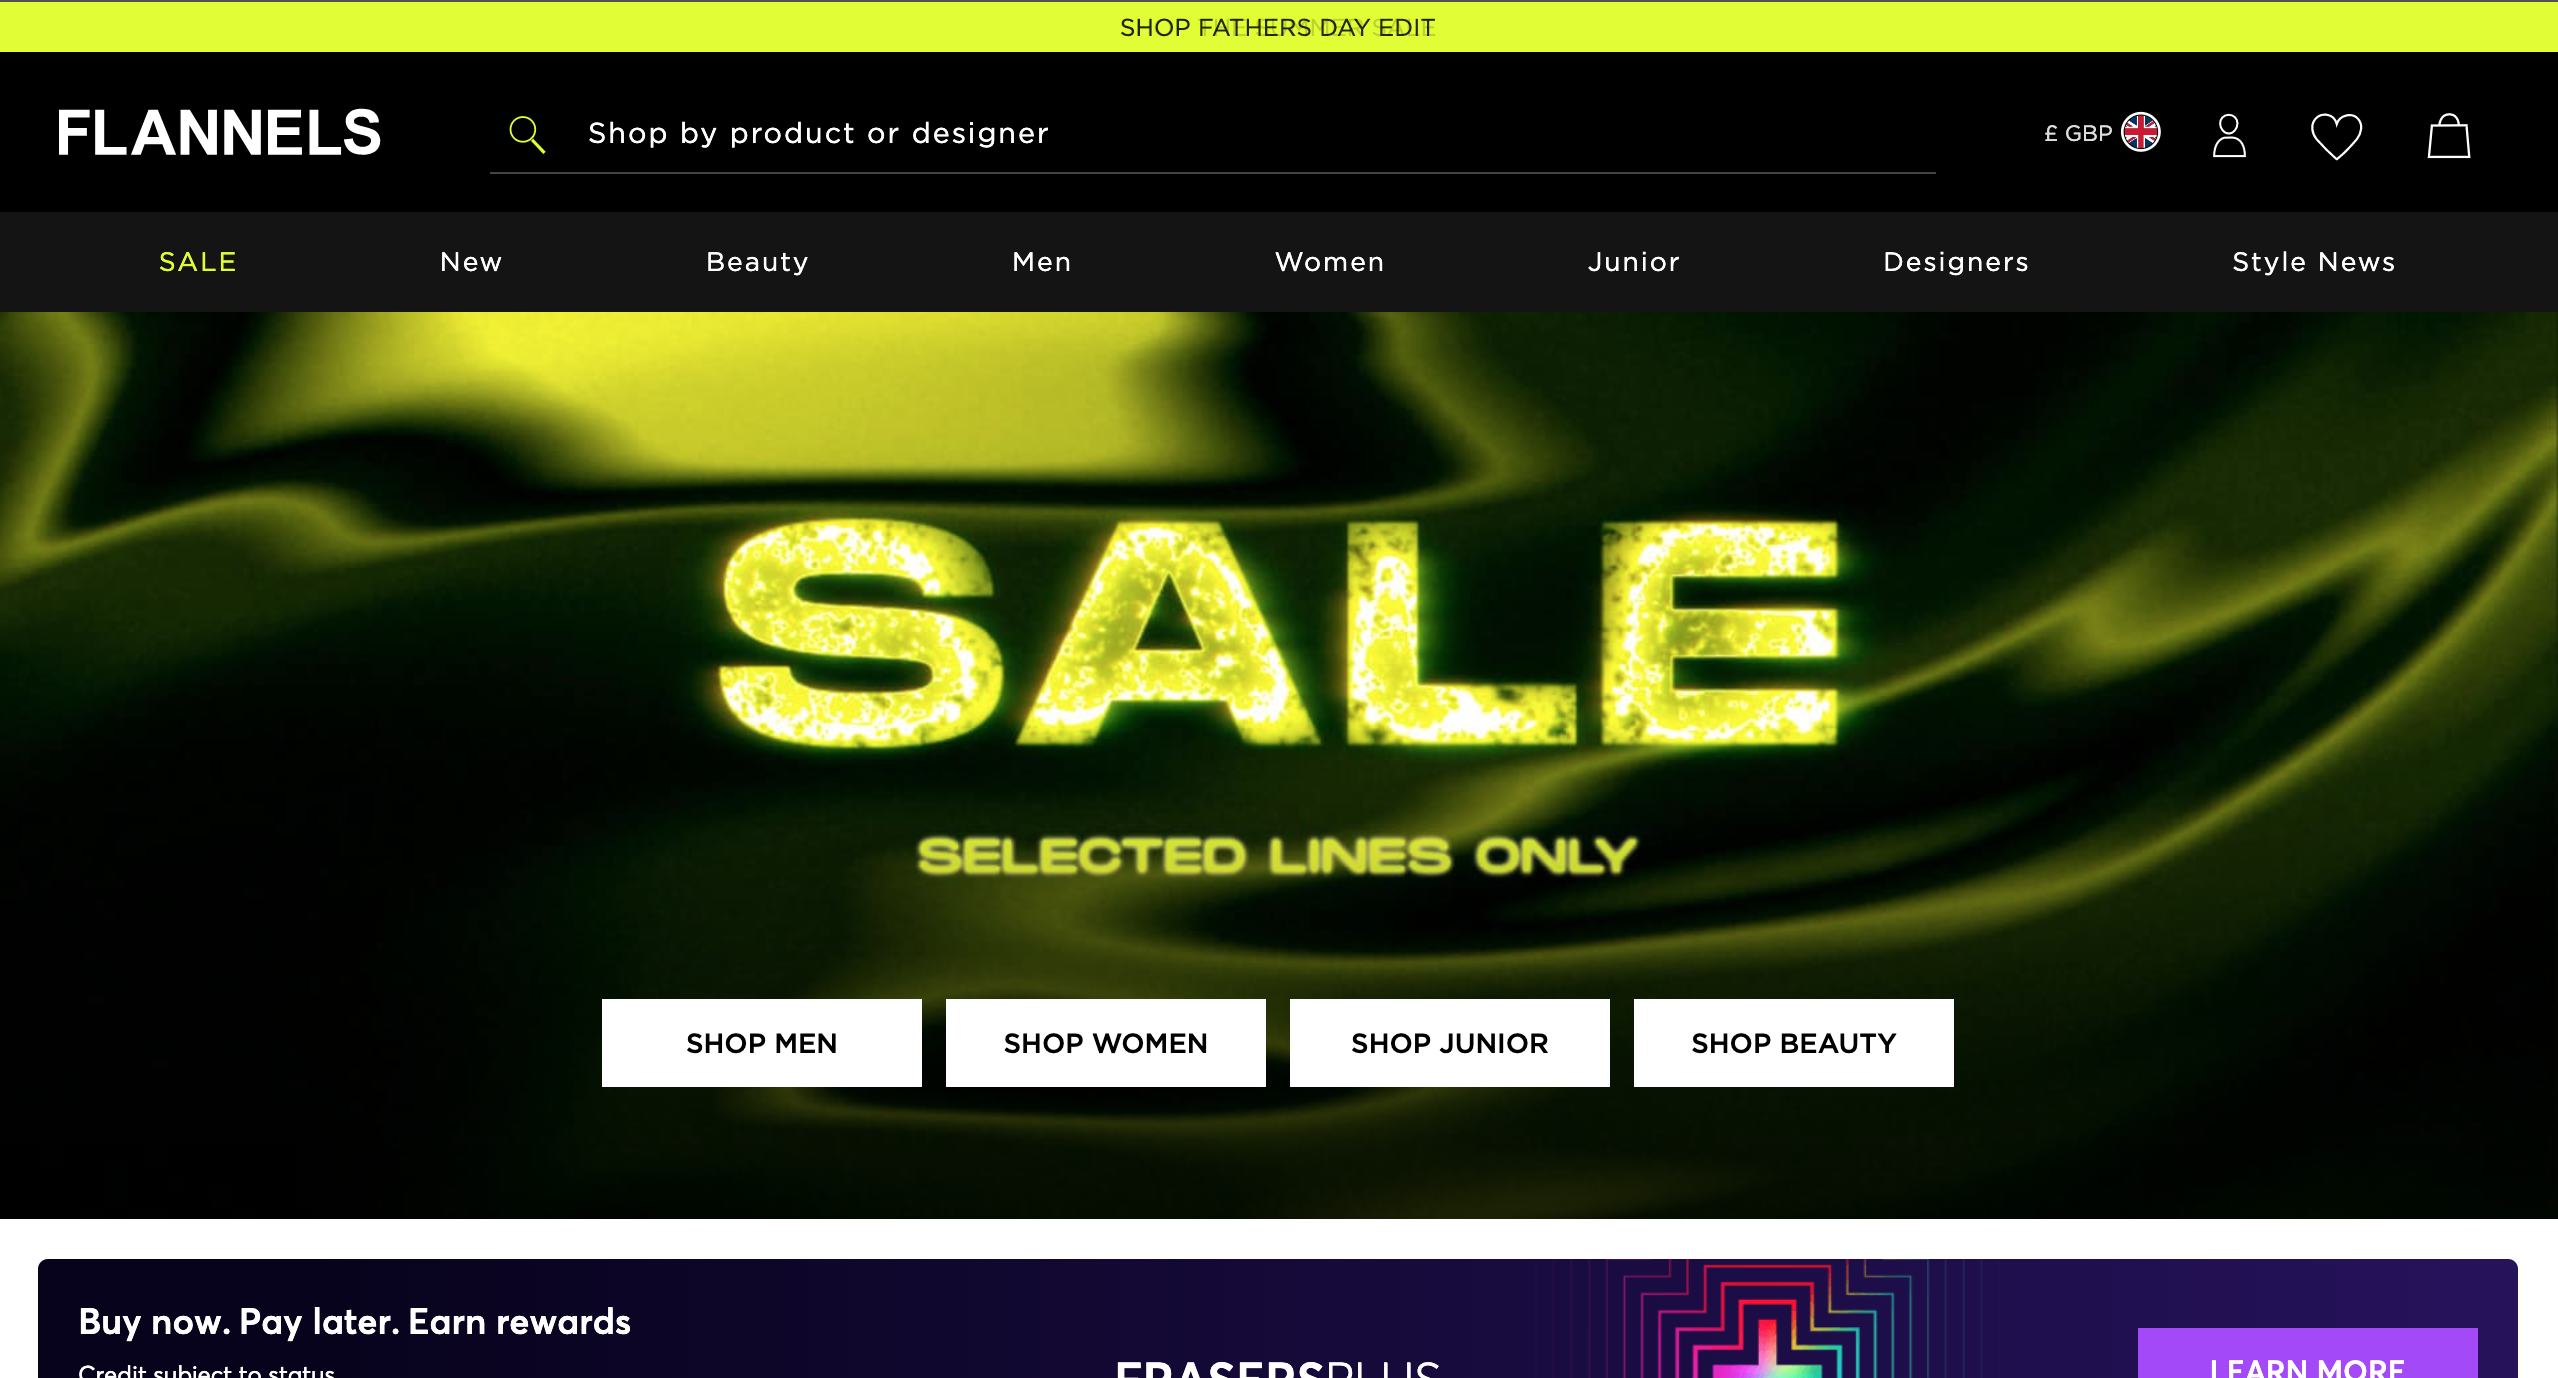 SHOP FATHERS DAY EDIT
FLANNELS
Shop by product or designer
£ GBP
SALE New Beauty Men Women Junior Designers Style News
SALE
SELECTED LINES ONLY
SHOP MEN SHOP WOMEN SHOP JUNIOR SHOP BEAUTY
Buy now. Pay later. Earn rewards
Credit subject to status
FRASERSPLUS
LEARN MORE